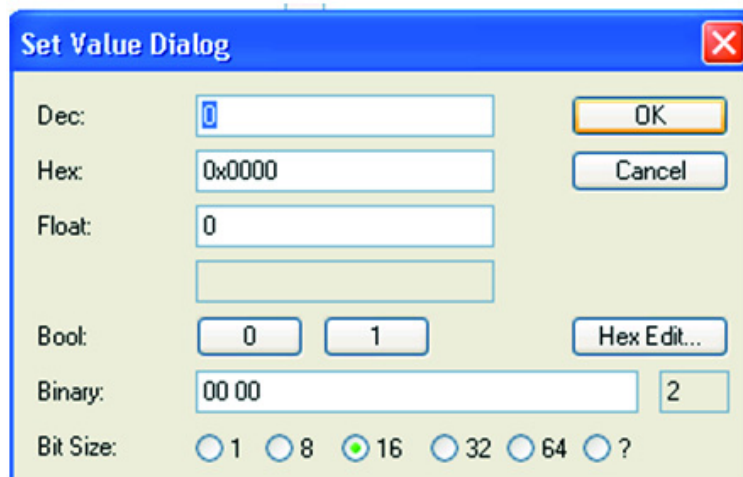 Set Value Dialog
Dec: 0 OK
Hex: 0x0000 Cancel
Float: 0
Bool: 0 1 Hex Edit...
Binary: 00 00 2
Bit Size: 1 8 16 32 64 ?